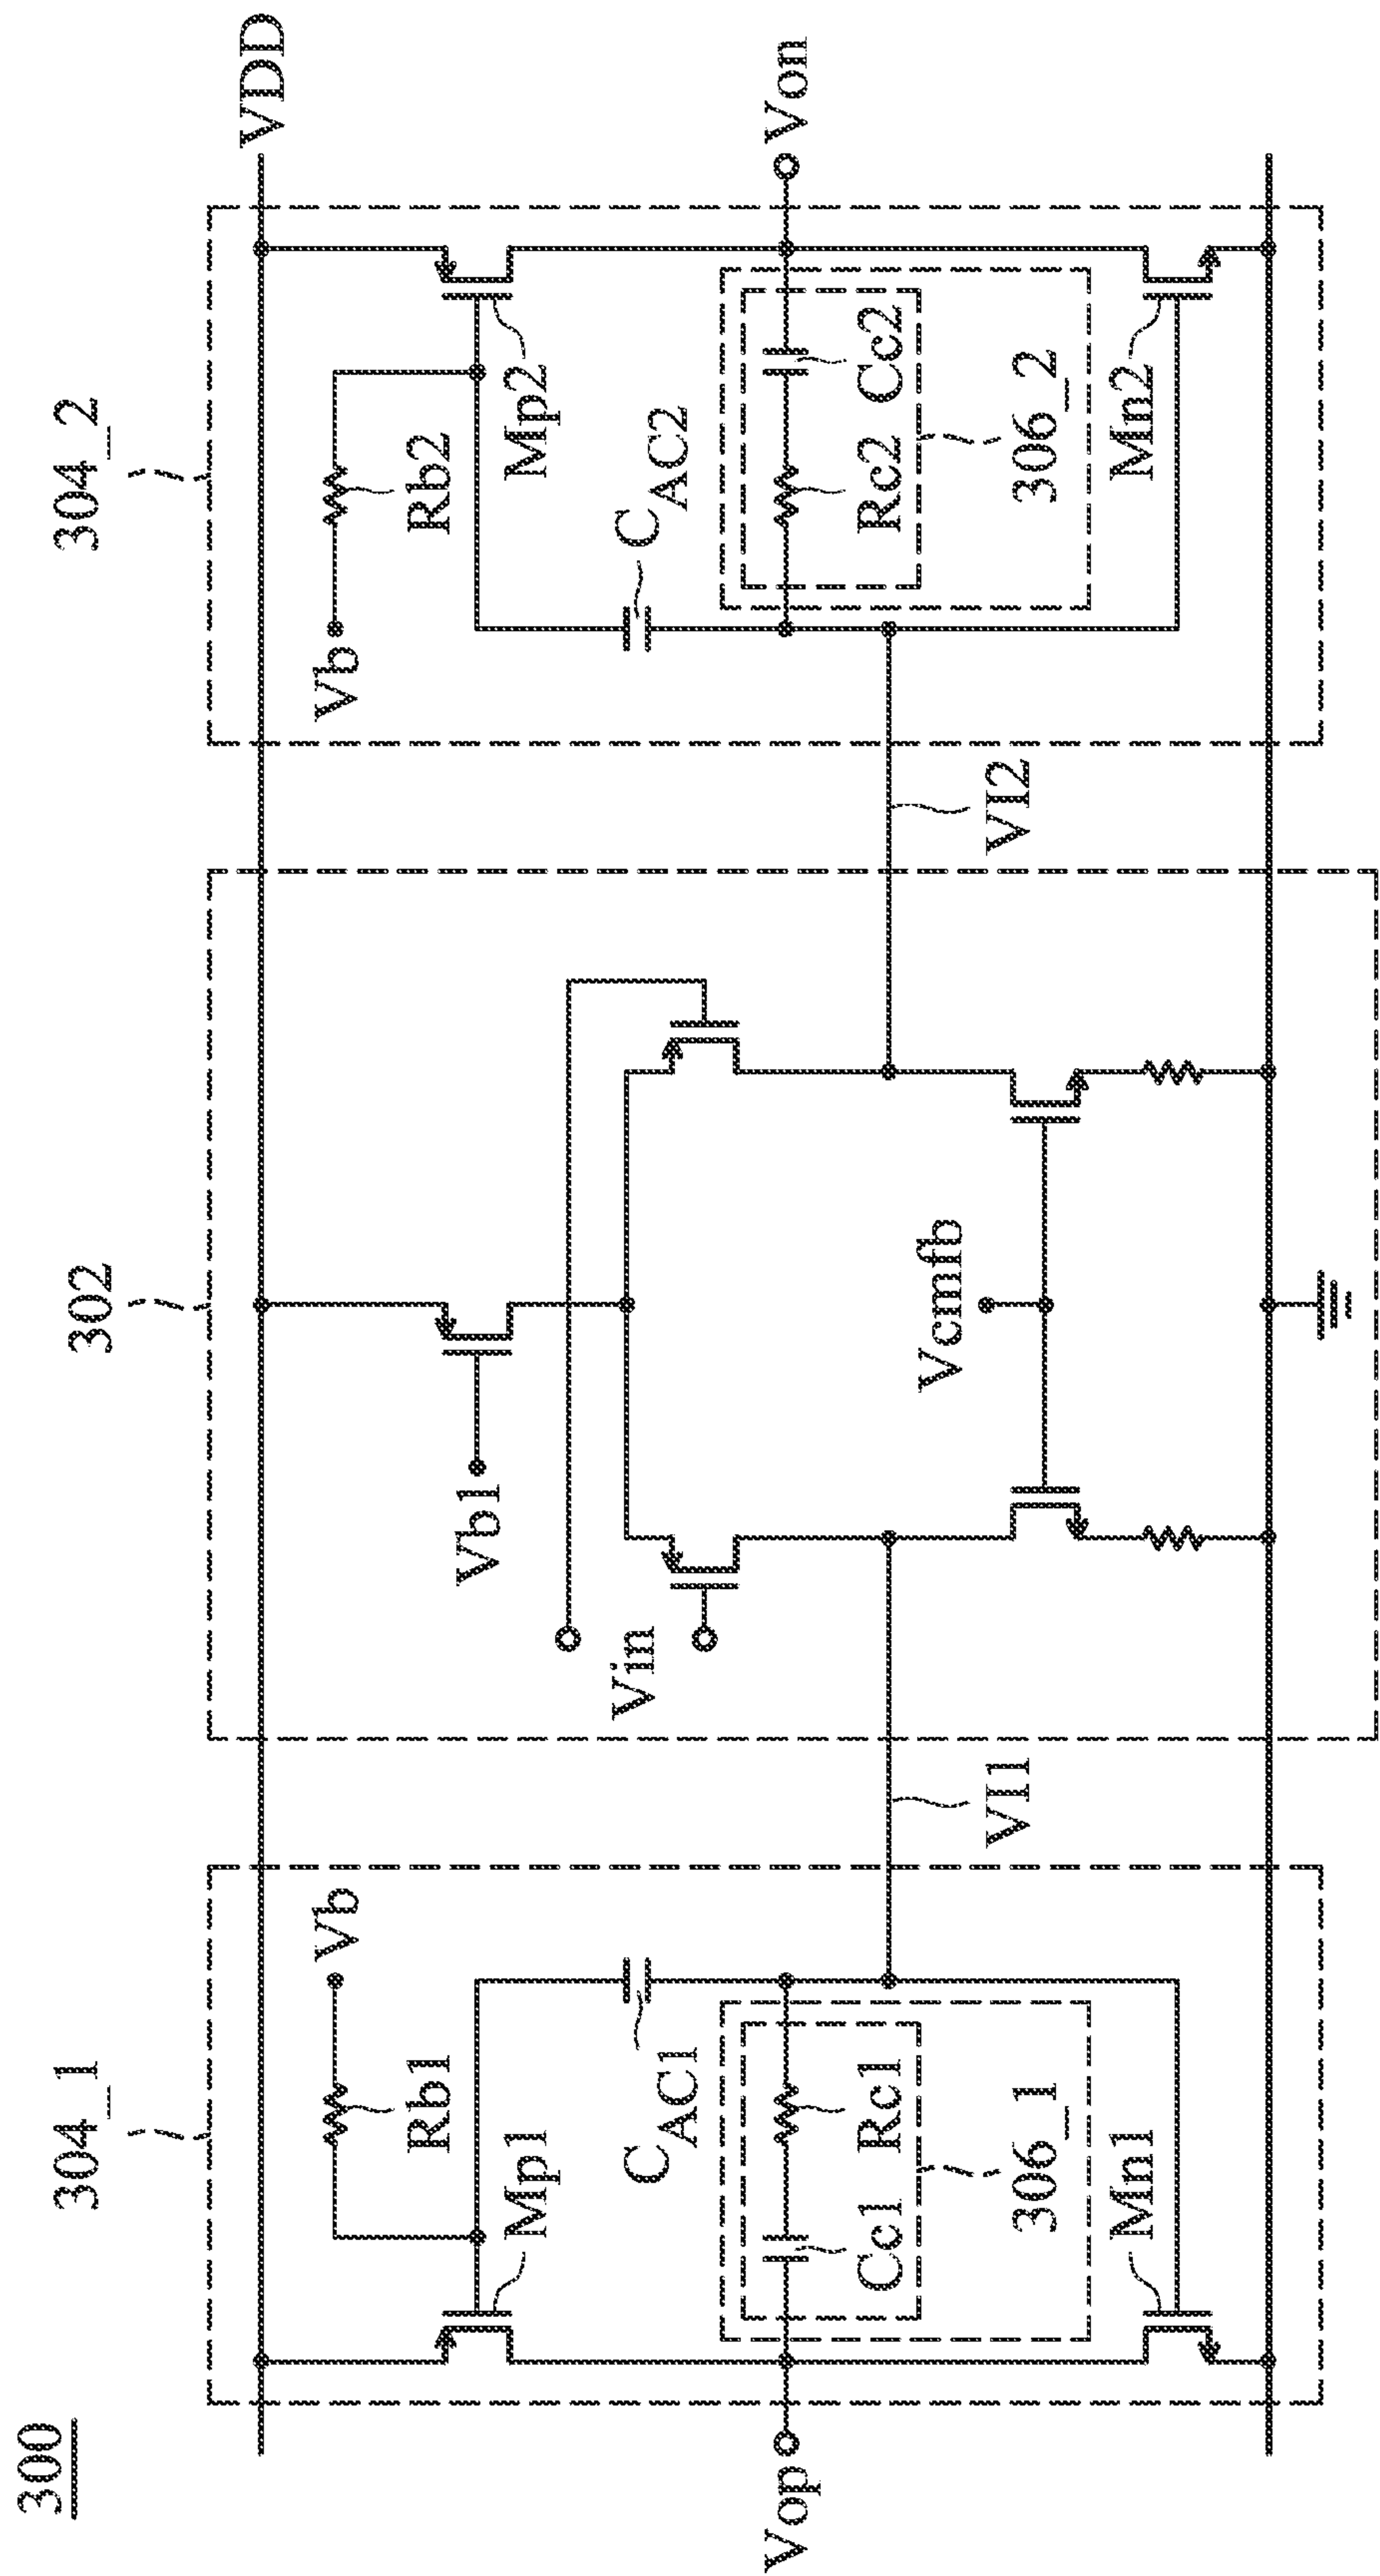 300
304_1
302
304_2
VDD
Vb
Rb1
Mp1
CAC1
Vb1
Vin
Vb
Rb2
Mp2
CAC2
Vop
Cc1 Rc1
306_1
Mn1
VI1
Vcmfb
VI2
Von
Rc2 Cc2
306_2
Mn2